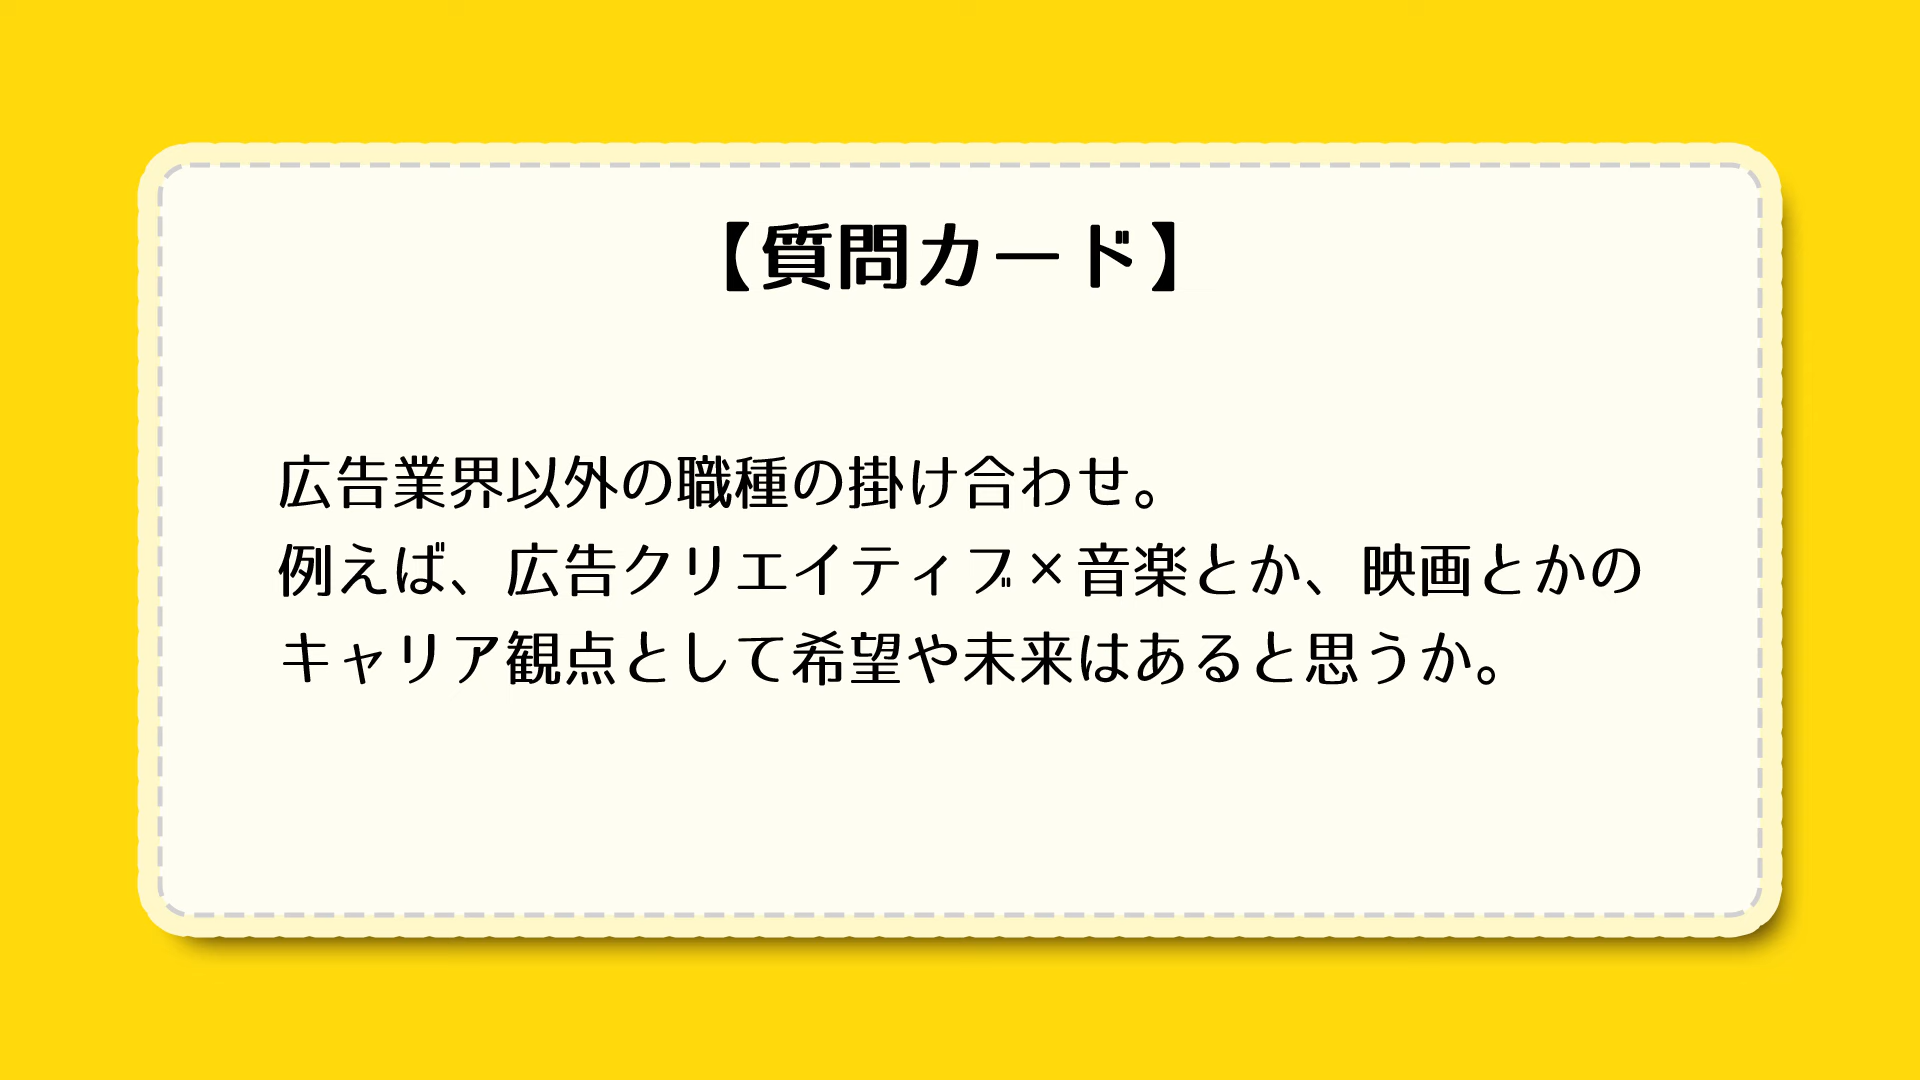 【質問カード】
広告業界以外の職種の掛け合わせ。
例えば、広告クリエイティブ×音楽とか、映画とかの
キャリア観点として希望や未来はあると思うか。